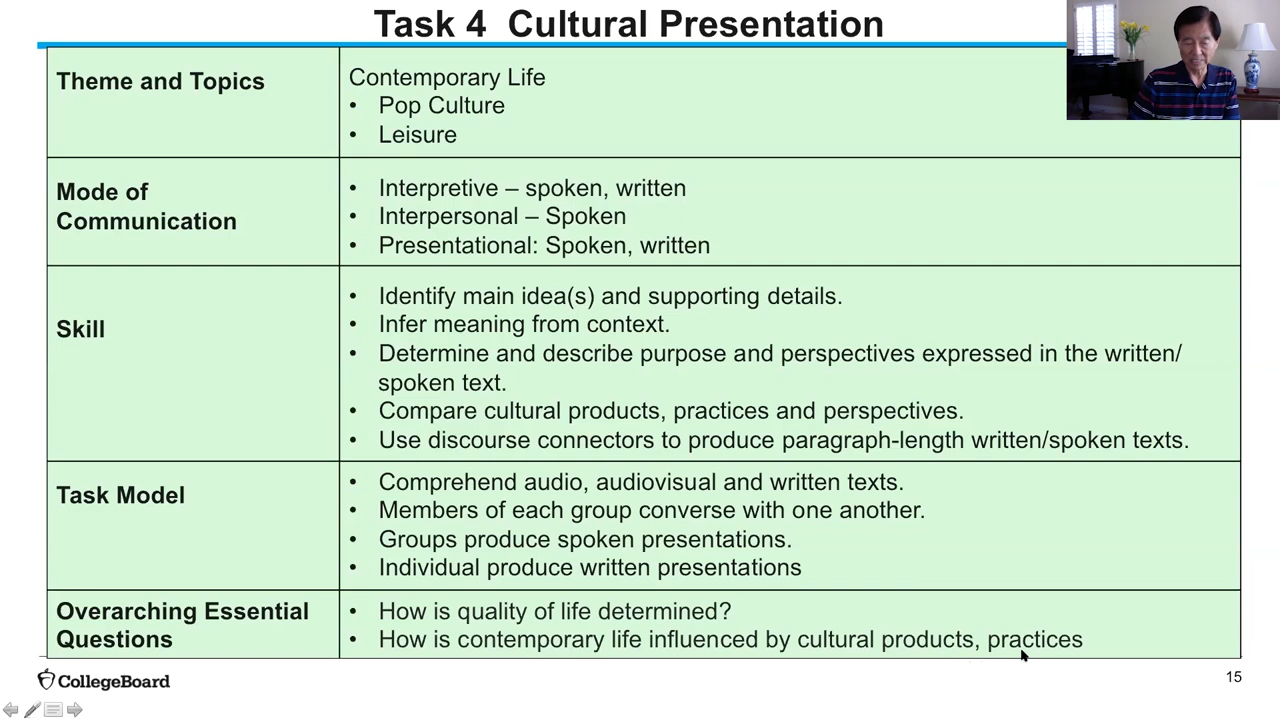 Task 4 Cultural Presentation
Theme and Topics
Contemporary Life
• Pop Culture
• Leisure
Mode of
Communication
• Interpretive – spoken, written
• Interpersonal – Spoken
• Presentational: Spoken, written
Skill
• Identify main idea(s) and supporting details.
• Infer meaning from context.
• Determine and describe purpose and perspectives expressed in the written/
spoken text.
• Compare cultural products, practices and perspectives.
• Use discourse connectors to produce paragraph-length written/spoken texts.
Task Model
• Comprehend audio, audiovisual and written texts.
• Members of each group converse with one another.
• Groups produce spoken presentations.
• Individual produce written presentations
Overarching Essential
Questions
• How is quality of life determined?
• How is contemporary life influenced by cultural products, practices
CollegeBoard
15